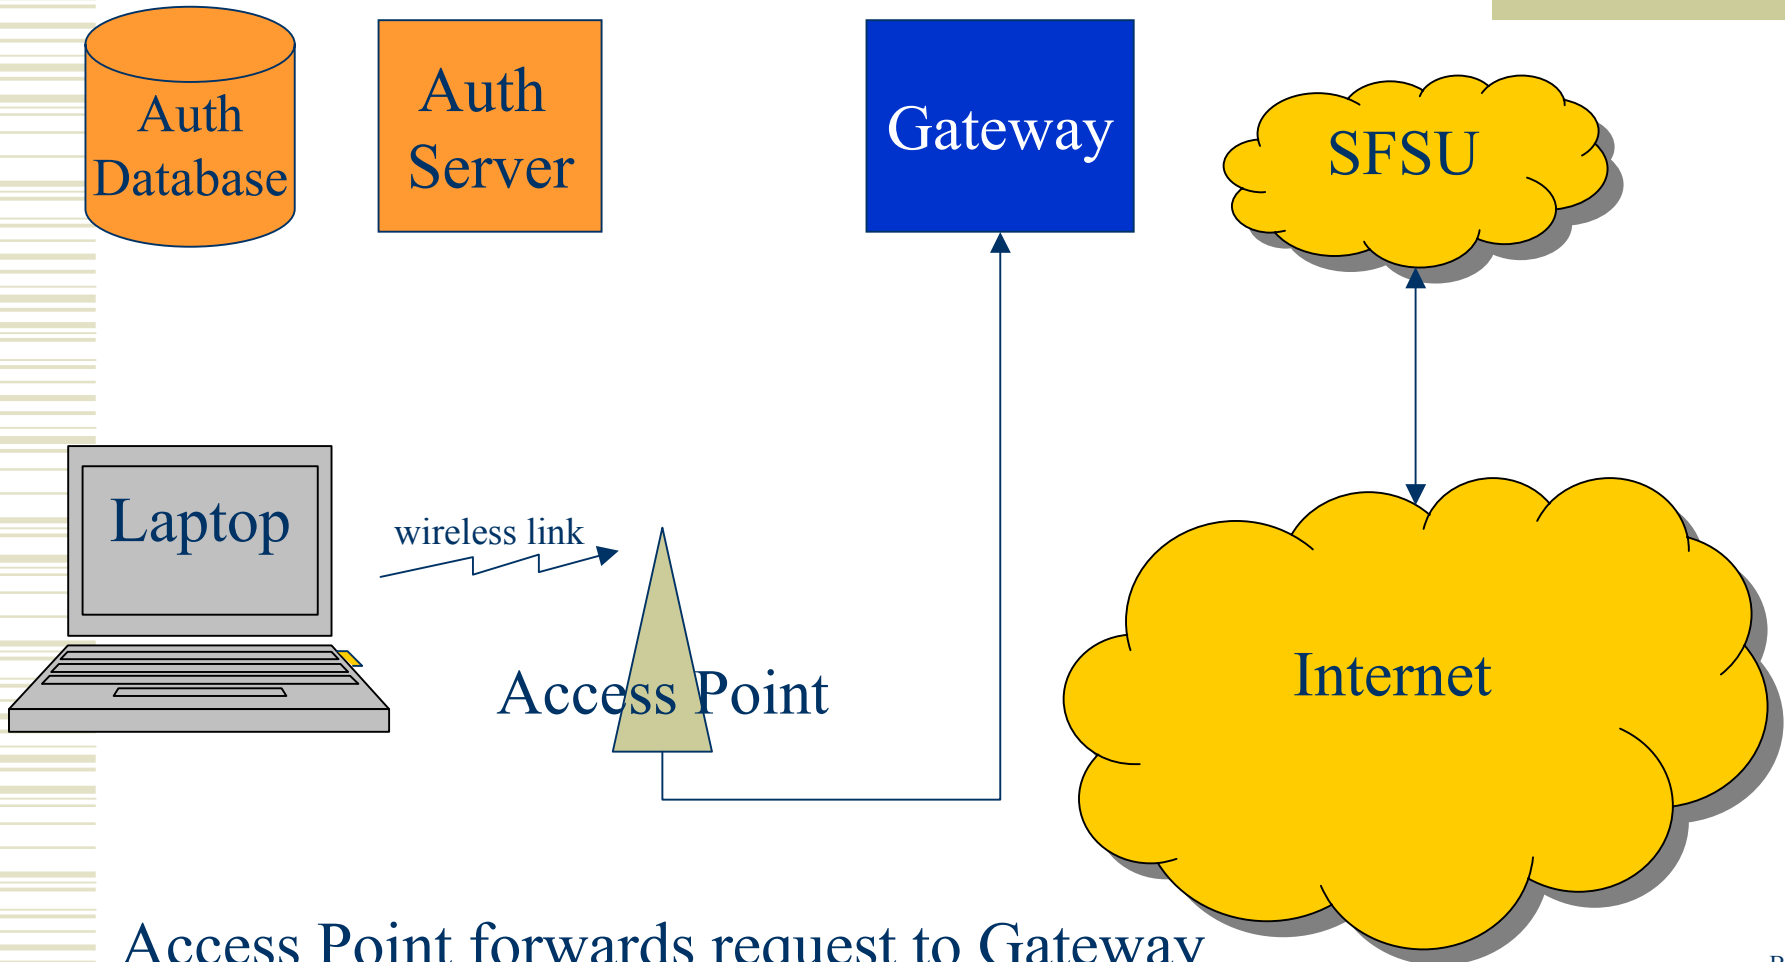 Auth
Database
Auth
Server
Gateway
SFSU
Laptop
wireless link
Access Point
Internet
Access Point forwards request to Gateway